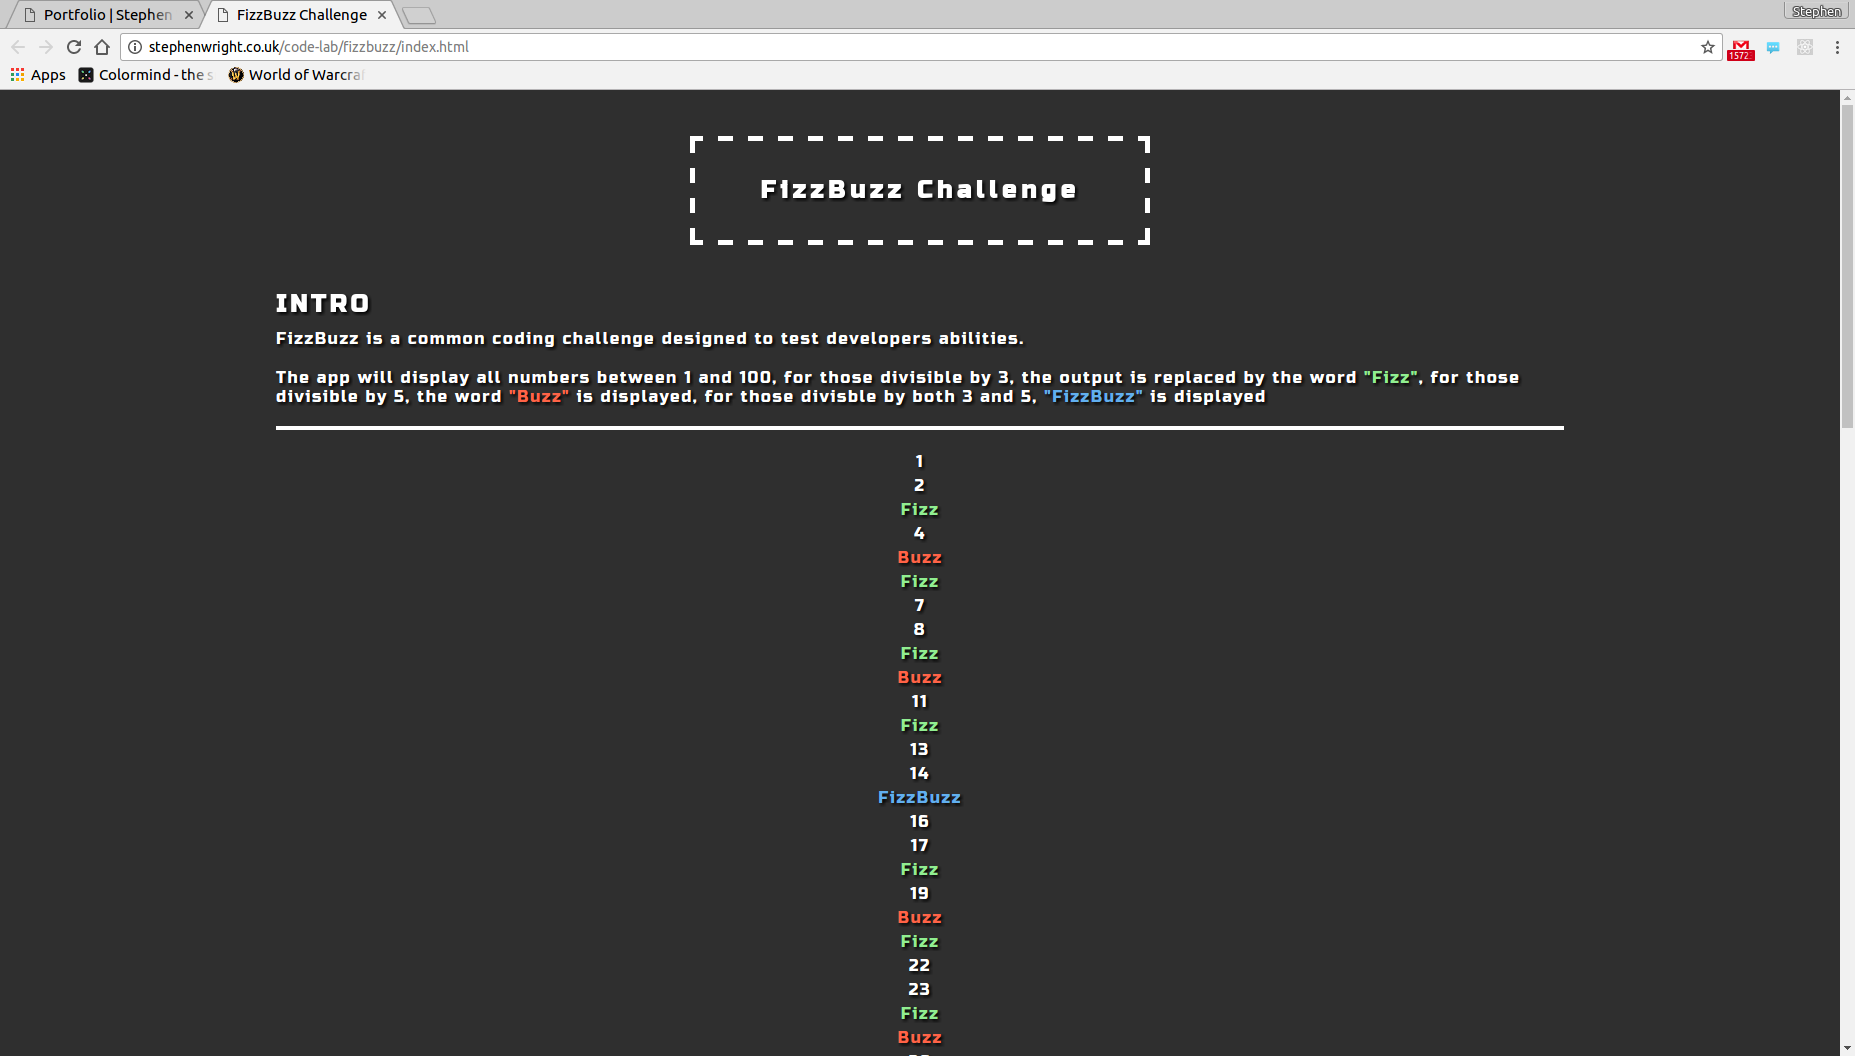 Portfolio | Stephen
FizzBuzz Challenge
Stephen
stephenwright.co.uk/code-lab/fizzbuzz/index.html
1572
Apps
Colormind - the s
World of Warcraf
FizzBuzz Challenge
INTRO
FizzBuzz is a common coding challenge designed to test developers abilities.
The app will display all numbers between 1 and 100, for those divisible by 3, the output is replaced by the word "Fizz", for those
divisible by 5, the word "Buzz" is displayed, for those divisble by both 3 and 5, "FizzBuzz" is displayed
1
2
Fizz
4
Buzz
Fizz
7
8
Fizz
Buzz
11
Fizz
13
14
FizzBuzz
16
17
Fizz
19
Buzz
Fizz
22
23
Fizz
Buzz